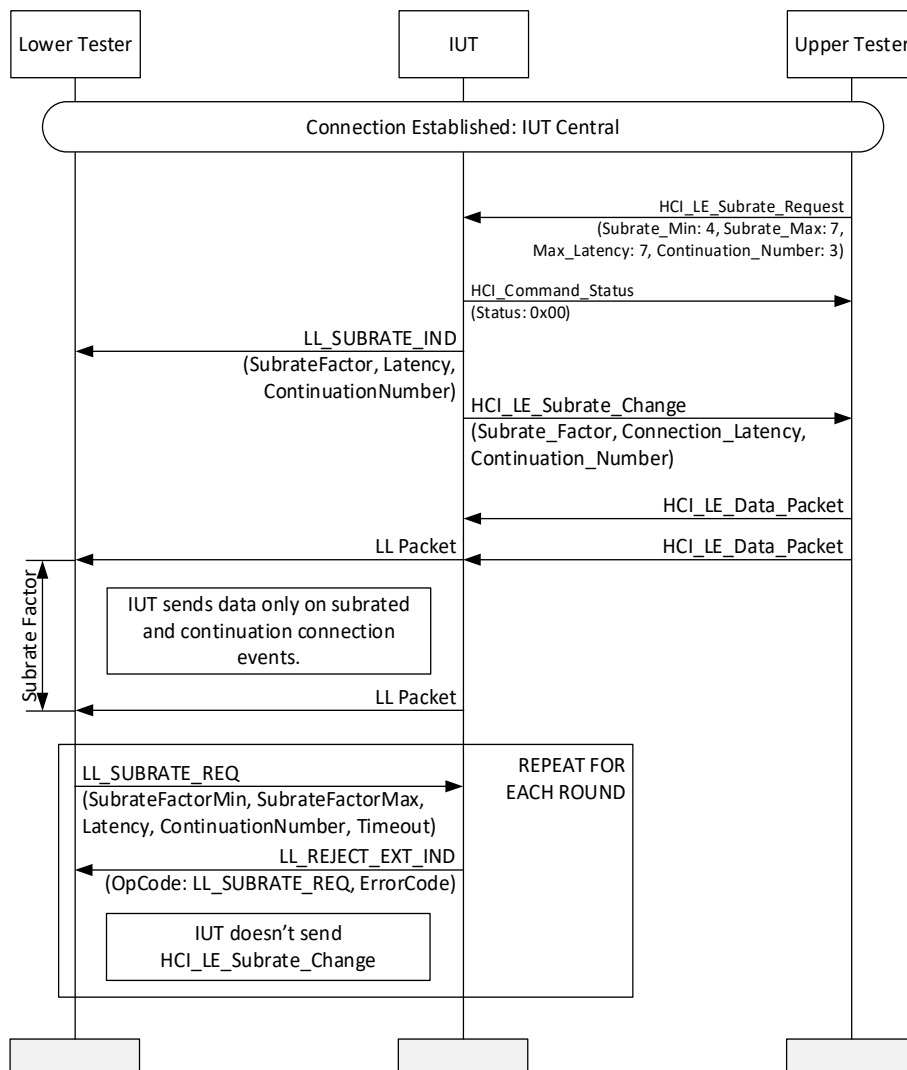 Lower Tester
IUT
Upper Tester
Connection Established: IUT Central
HCI_LE_Subrate_Request
(Subrate_Min: 4, Subrate_Max: 7,
Max_Latency: 7, Continuation_Number: 3)
HCI_Command_Status
(Status: 0x00)
LL_SUBRATE_IND
(SubrateFactor, Latency,
ContinuationNumber)
HCI_LE_Subrate_Change
(Subrate_Factor, Connection_Latency,
Continuation_Number)
HCI_LE_Data_Packet
LL Packet
HCI_LE_Data_Packet
Subrate Factor
IUT sends data only on subrated
and continuation connection
events.
LL Packet
REPEAT FOR
EACH ROUND
LL_SUBRATE_REQ
(SubrateFactorMin, SubrateFactorMax,
Latency, ContinuationNumber, Timeout)
LL_REJECT_EXT_IND
(OpCode: LL_SUBRATE_REQ, ErrorCode)
IUT doesn’t send
HCI_LE_Subrate_Change